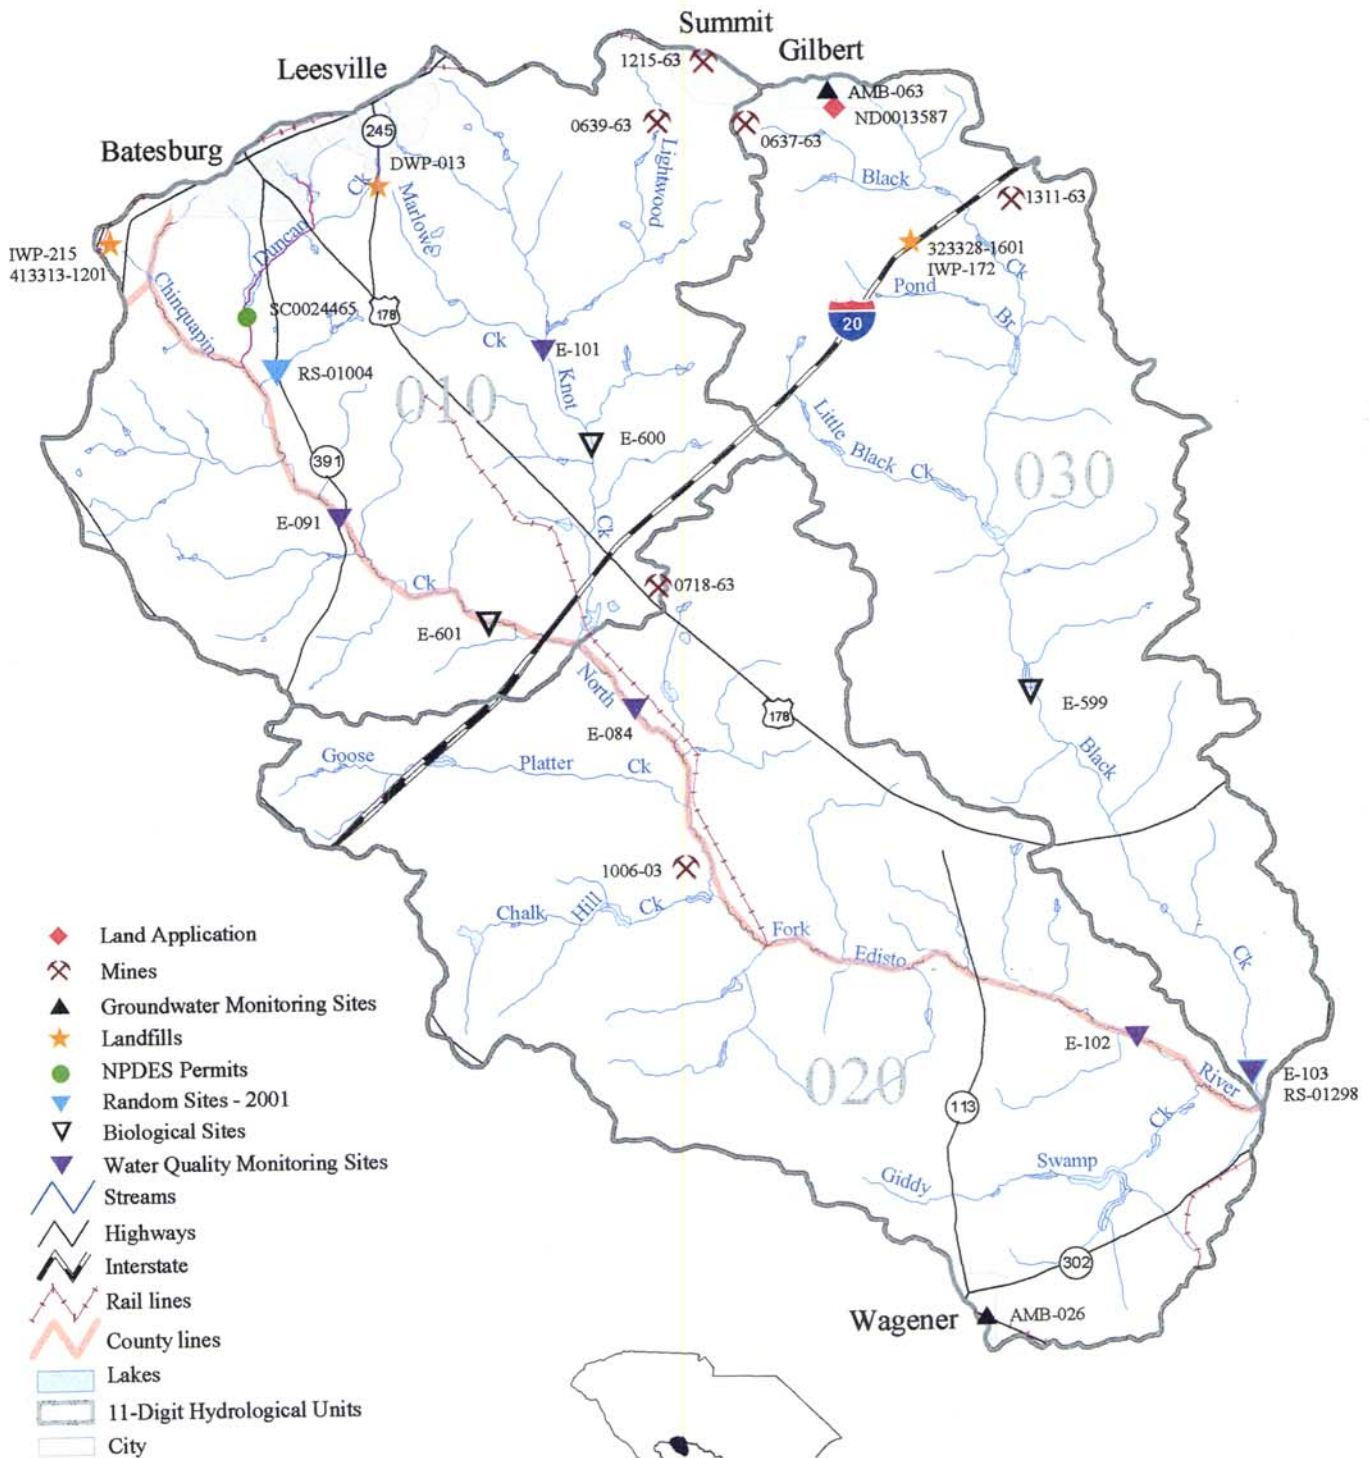 Summit
Gilbert
Leesville
Batesburg
1215-63
AMB-063
ND0013587
0639-63
0637-63
245
DWP-013
Lightwood
Black
1311-63
Ck
Marlowe
IWP-215
413313-1201
Duncan
323328-1601
IWP-172
Ck
Chinquapin
SC0024465
178
Pond
Br
20
Ck
E-101
RS-01004
Knot
010
Little Black Ck
E-600
391
030
E-091
Ck
Ck
0718-63
E-601
North
E-599
178
E-084
Goose
Platter
Ck
Black
1006-03
Chalk
Hill
Ck
Fork
Edisto
Ck
E-102
020
River
E-103
RS-01298
113
Ck
Swamp
Giddy
302
Wagener
AMB-026
Land Application
Mines
Groundwater Monitoring Sites
Landfills
NPDES Permits
Random Sites - 2001
Biological Sites
Water Quality Monitoring Sites
Streams
Highways
Interstate
Rail lines
County lines
Lakes
11-Digit Hydrological Units
City